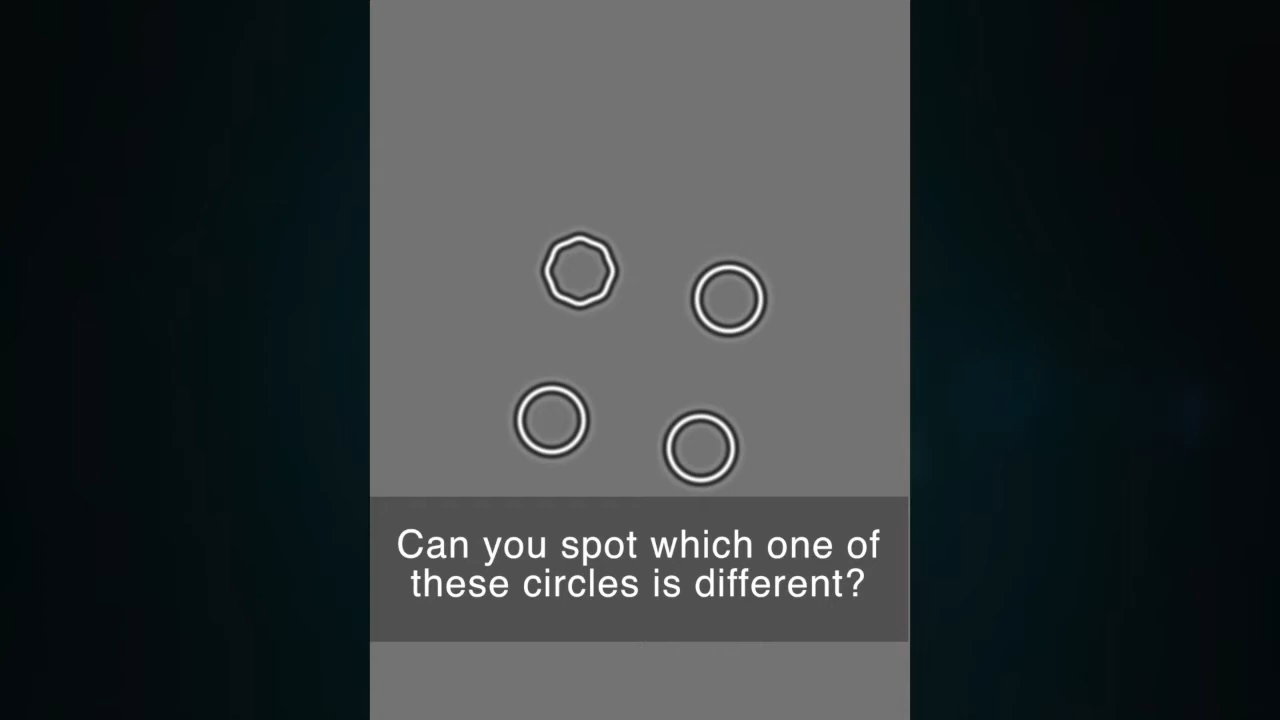 Can you spot which one of
these circles is different?